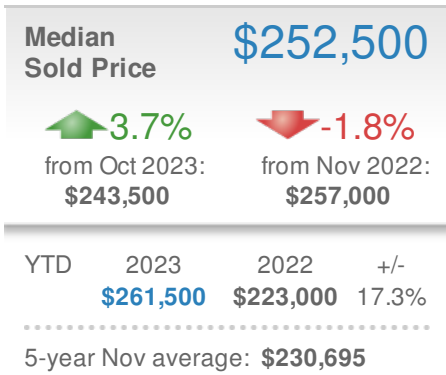 Median
Sold Price
$252,500
3.7%
-1.8%
from Oct 2023:
from Nov 2022:
$243,500
$257,000
YTD 2023 2022 +/-
$261,500 $223,000 17.3%
5-year Nov average: $230,695